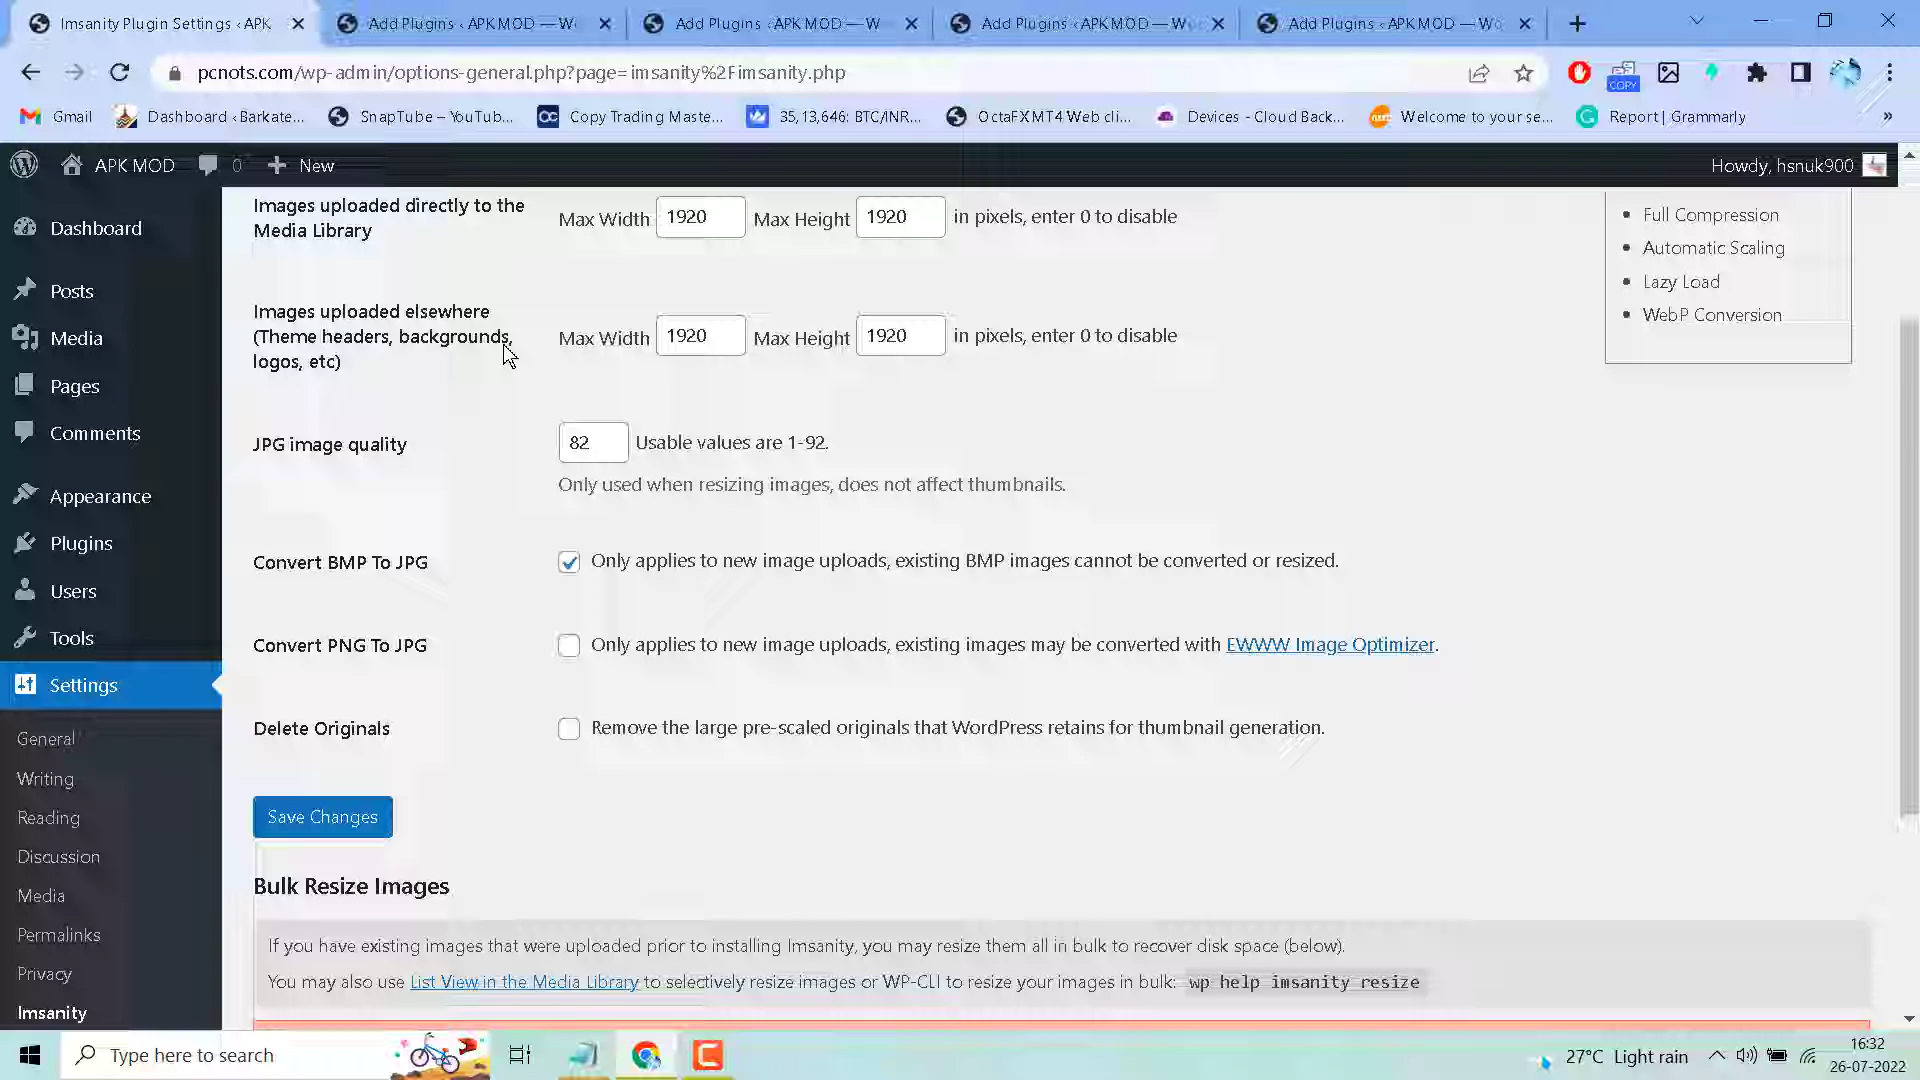 Imsanity Plugin Settings ‹ APK
Add Plugins ‹ APK MOD — W
Add Plugins ‹ APK MOD — W
Add Plugins ‹ APK MOD — W
Add Plugins ‹ APK MOD — Wo
pcnots.com/wp-admin/options-general.php?page=imsanity%2Fimsanity.php
COPY
Gmail
Dashboard ‹ Barkate...
SnapTube – YouTub...
CC
Copy Trading Maste...
35,13,646: BTC/INR...
OctaFX MT4 Web cli...
Devices - Cloud Back...
Welcome to your se...
Report | Grammarly
»
APK MOD
0
New
Howdy, hsnuk900
Dashboard
Posts
Media
Pages
Comments
Appearance
Plugins
Users
Tools
Settings
General
Writing
Reading
Discussion
Media
Permalinks
Privacy
Imsanity
Images uploaded directly to the
Media Library
Max Width 1920 Max Height 1920 in pixels, enter 0 to disable
Images uploaded elsewhere
(Theme headers, backgrounds,
logos, etc)
Max Width 1920 Max Height 1920 in pixels, enter 0 to disable
JPG image quality
82 Usable values are 1-92.
Only used when resizing images, does not affect thumbnails.
Convert BMP To JPG
Only applies to new image uploads, existing BMP images cannot be converted or resized.
Convert PNG To JPG
Only applies to new image uploads, existing images may be converted with EWWW Image Optimizer.
Delete Originals
Remove the large pre-scaled originals that WordPress retains for thumbnail generation.
Save Changes
Bulk Resize Images
If you have existing images that were uploaded prior to installing Imsanity, you may resize them all in bulk to recover disk space (below).
You may also use List View in the Media Library to selectively resize images or WP-CLI to resize your images in bulk: wp help imsanity resize
Full Compression
Automatic Scaling
Lazy Load
WebP Conversion
Type here to search
27°C Light rain
16:32
26-07-2022